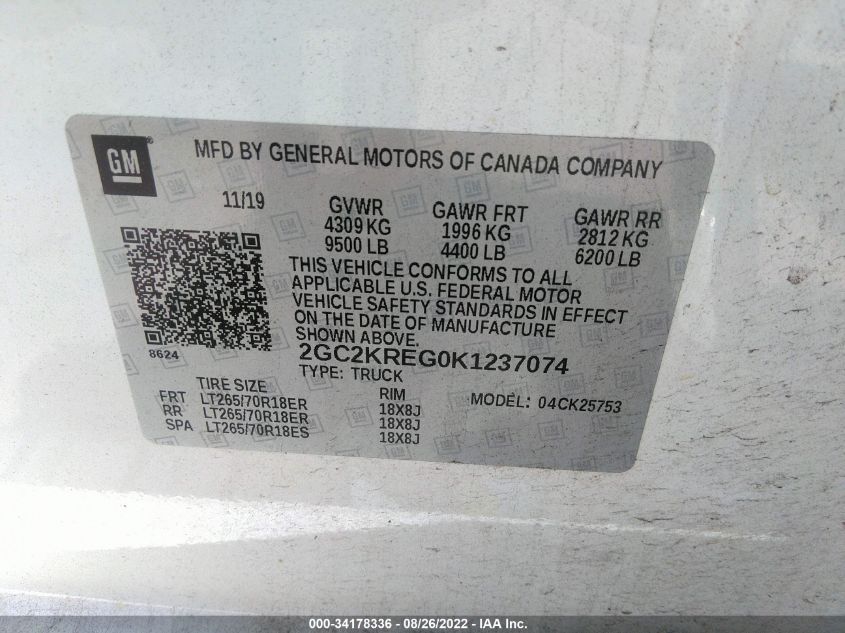 GM
MFD BY GENERAL MOTORS OF CANADA COMPANY
11/19
GVWR
4309 KG
9500 LB
GAWR FRT
1996 KG
4400 LB
GAWR RR
2812 KG
6200 LB
THIS VEHICLE CONFORMS TO ALL
APPLICABLE U.S. FEDERAL MOTOR
VEHICLE SAFETY STANDARDS IN EFFECT
ON THE DATE OF MANUFACTURE
SHOWN ABOVE.
8624
2GC2KREG0K1237074
TYPE: TRUCK
TIRE SIZE RIM
FRT LT265/70R18ER 18X8J
RR LT265/70R18ER 18X8J
SPA LT265/70R18ES 18X8J
MODEL: 04CK25753
000-34178336 - 08/26/2022 - IAA Inc.